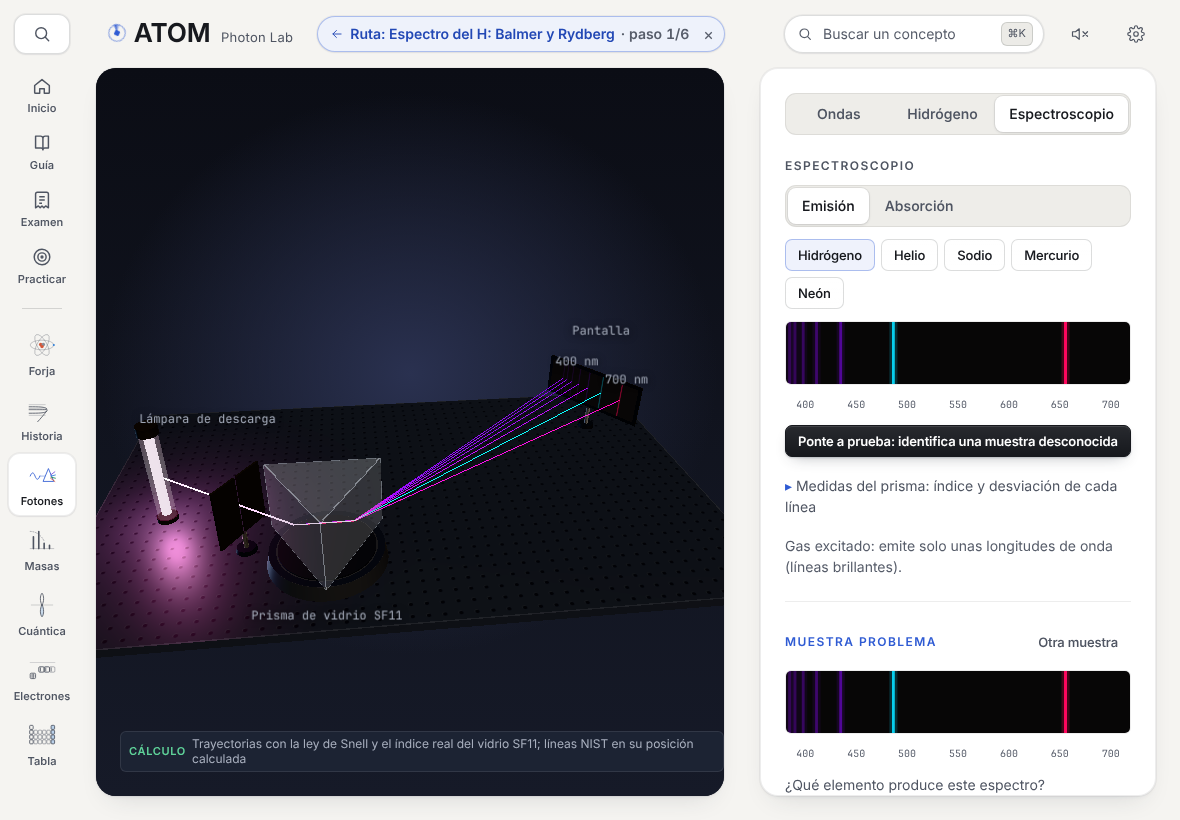 ATOM Photon Lab
← Ruta: Espectro del H: Balmer y Rydberg · paso 1/6 ×
Buscar un concepto ⌘K
Inicio
Guía
Examen
Practicar
Forja
Historia
Fotones
Masas
Cuántica
Electrones
Tabla
Pantalla
400 nm
700 nm
Lámpara de descarga
Prisma de vidrio SF11
CÁLCULO Trayectorias con la ley de Snell y el índice real del vidrio SF11; líneas NIST en su posición
calculada
Ondas Hidrógeno Espectroscopio
ESPECTROSCOPIO
Emisión Absorción
Hidrógeno Helio Sodio Mercurio
Neón
400 450 500 550 600 650 700
Ponte a prueba: identifica una muestra desconocida
▸ Medidas del prisma: índice y desviación de cada
línea
Gas excitado: emite solo unas longitudes de onda
(líneas brillantes).
MUESTRA PROBLEMA Otra muestra
400 450 500 550 600 650 700
¿Qué elemento produce este espectro?